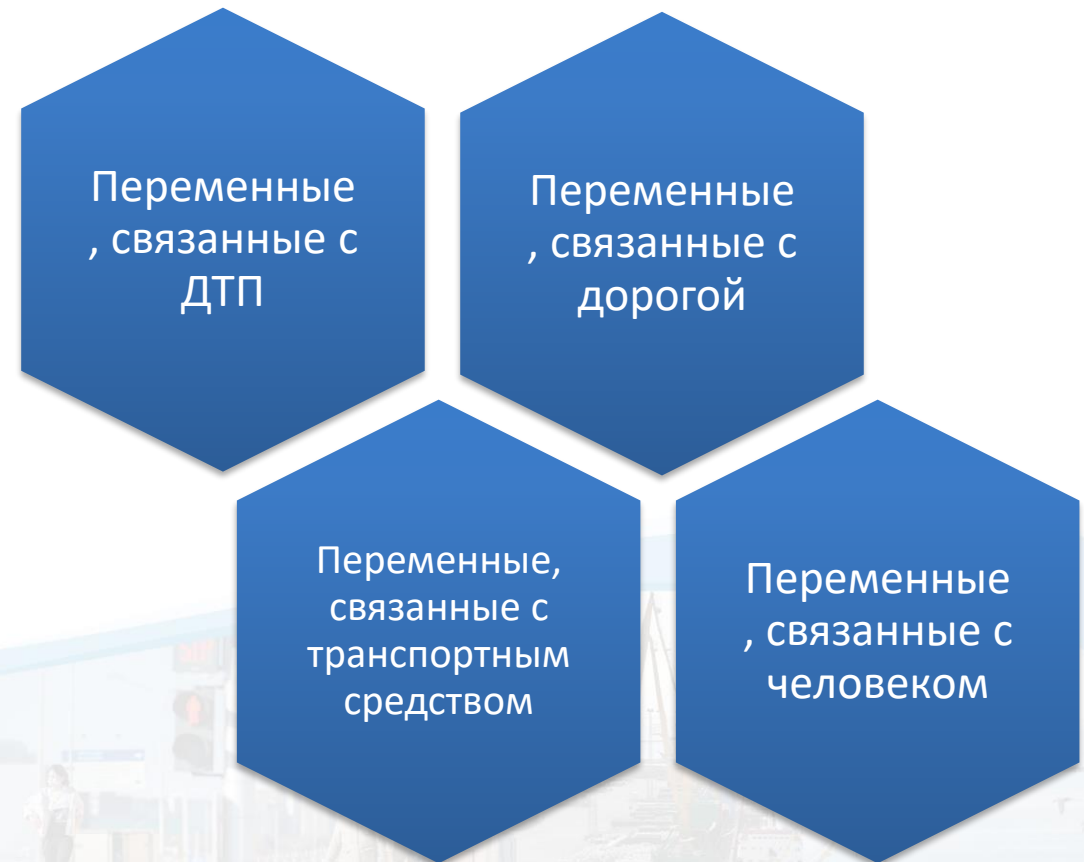 Переменные
, связанные с
ДТП
Переменные
, связанные с
дорогой
Переменные,
связанные с
транспортным
средством
Переменные
, связанные с
человеком